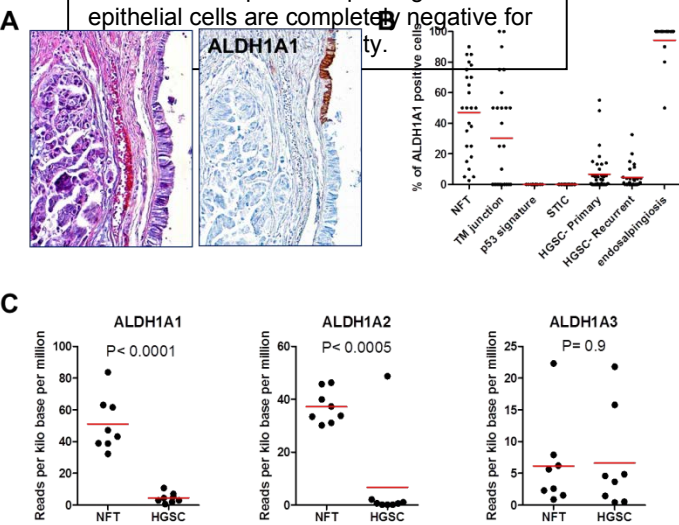 epithelial cells are completely negative for
ty.
A
ALDH1A1
B
% of ALDH1A1 positive cells
100
80
60
40
20
0
NFT
TM junction
p53 signature
STIC
HGSC- Primary
HGSC- Recurrent
endosalpingiosis
C
ALDH1A1
P< 0.0001
Reads per kilo base per million
100
80
60
40
20
0
NFT HGSC
ALDH1A2
P< 0.0005
Reads per kilo base per million
60
40
20
0
NFT HGSC
ALDH1A3
P= 0.9
Reads per kilo base per million
25
20
15
10
5
0
NFT HGSC